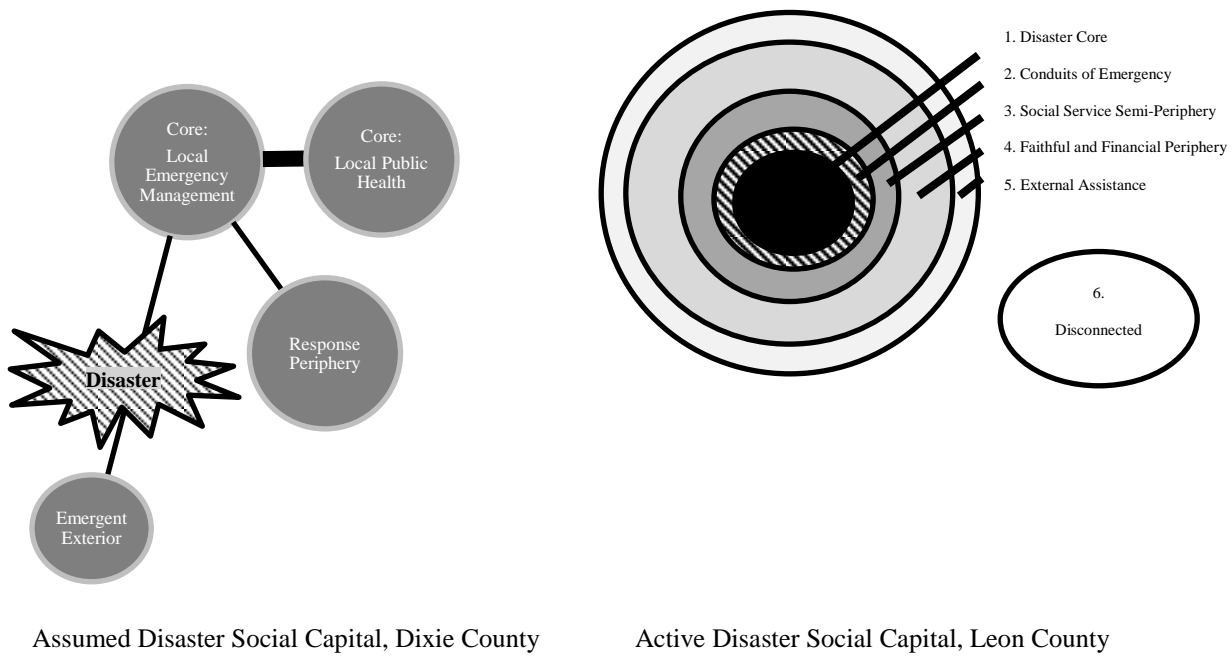 Core:
Local
Emergency
Management
Core:
Local Public
Health
Response
Periphery
Disaster
Emergent
Exterior
1. Disaster Core
2. Conduits of Emergency
3. Social Service Semi-Periphery
4. Faithful and Financial Periphery
5. External Assistance
6.
Disconnected
Assumed Disaster Social Capital, Dixie County
Active Disaster Social Capital, Leon County